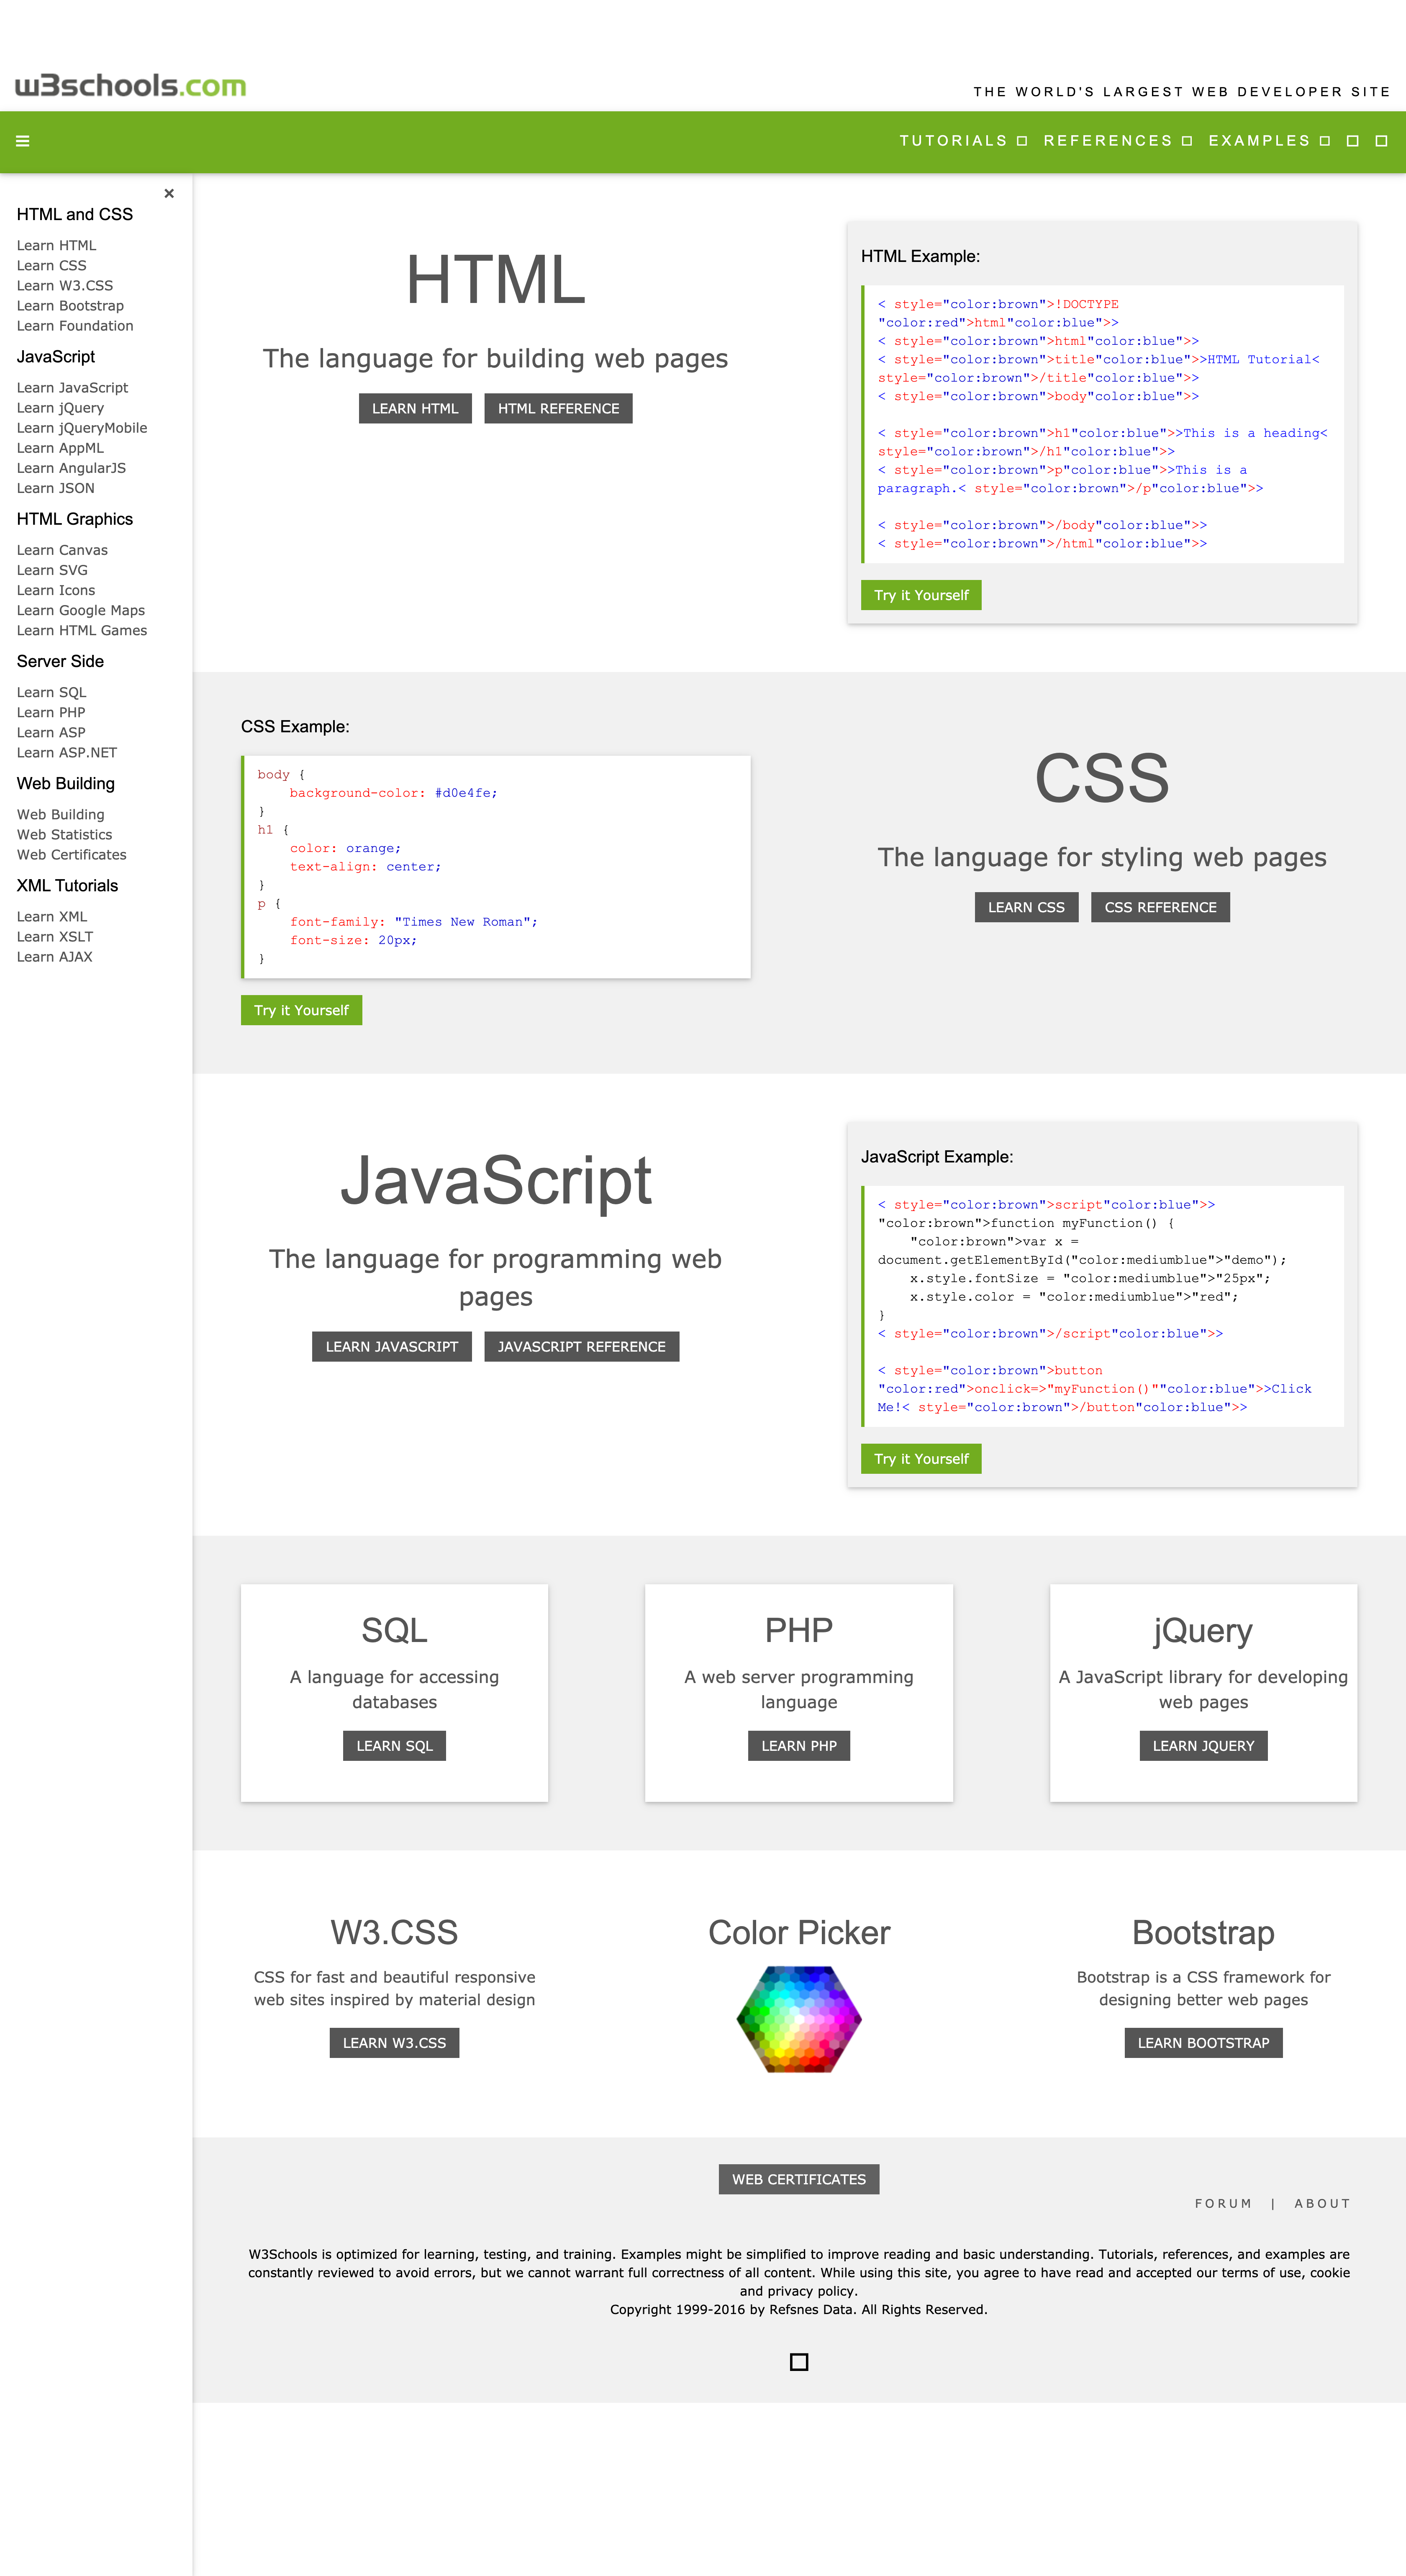 w3schools.com
THE WORLD'S LARGEST WEB DEVELOPER SITE
TUTORIALS REFERENCES EXAMPLES
×
HTML and CSS
Learn HTML
Learn CSS
Learn W3.CSS
Learn Bootstrap
Learn Foundation
JavaScript
Learn JavaScript
Learn jQuery
Learn jQueryMobile
Learn AppML
Learn AngularJS
Learn JSON
HTML Graphics
Learn Canvas
Learn SVG
Learn Icons
Learn Google Maps
Learn HTML Games
Server Side
Learn SQL
Learn PHP
Learn ASP
Learn ASP.NET
Web Building
Web Building
Web Statistics
Web Certificates
XML Tutorials
Learn XML
Learn XSLT
Learn AJAX
HTML
The language for building web pages
LEARN HTML HTML REFERENCE
HTML Example:
< style="color:brown">!DOCTYPE
"color:red">html"color:blue">>
< style="color:brown">html"color:blue">>
< style="color:brown">title"color:blue">>HTML Tutorial<
style="color:brown">/title"color:blue">>
< style="color:brown">body"color:blue">>
< style="color:brown">h1"color:blue">>This is a heading<
style="color:brown">/h1"color:blue">>
< style="color:brown">p"color:blue">>This is a
paragraph.< style="color:brown">/p"color:blue">>
< style="color:brown">/body"color:blue">>
< style="color:brown">/html"color:blue">>
Try it Yourself
CSS Example:
body {
    background-color: #d0e4fe;
}
h1 {
    color: orange;
    text-align: center;
}
p {
    font-family: "Times New Roman";
    font-size: 20px;
}
Try it Yourself
CSS
The language for styling web pages
LEARN CSS CSS REFERENCE
JavaScript
The language for programming web
pages
LEARN JAVASCRIPT JAVASCRIPT REFERENCE
JavaScript Example:
< style="color:brown">script"color:blue">>
"color:brown">function myFunction() {
    "color:brown">var x =
document.getElementById("color:mediumblue">"demo");
    x.style.fontSize = "color:mediumblue">"25px";
    x.style.color = "color:mediumblue">"red";
}
< style="color:brown">/script"color:blue">>
< style="color:brown">button
"color:red">onclick=>"myFunction()""color:blue">>Click
Me!< style="color:brown">/button"color:blue">>
Try it Yourself
SQL
A language for accessing
databases
LEARN SQL
PHP
A web server programming
language
LEARN PHP
jQuery
A JavaScript library for developing
web pages
LEARN JQUERY
W3.CSS
CSS for fast and beautiful responsive
web sites inspired by material design
LEARN W3.CSS
Color Picker
Bootstrap
Bootstrap is a CSS framework for
designing better web pages
LEARN BOOTSTRAP
WEB CERTIFICATES
FORUM | ABOUT
W3Schools is optimized for learning, testing, and training. Examples might be simplified to improve reading and basic understanding. Tutorials, references, and examples are
constantly reviewed to avoid errors, but we cannot warrant full correctness of all content. While using this site, you agree to have read and accepted our terms of use, cookie
and privacy policy.
Copyright 1999-2016 by Refsnes Data. All Rights Reserved.